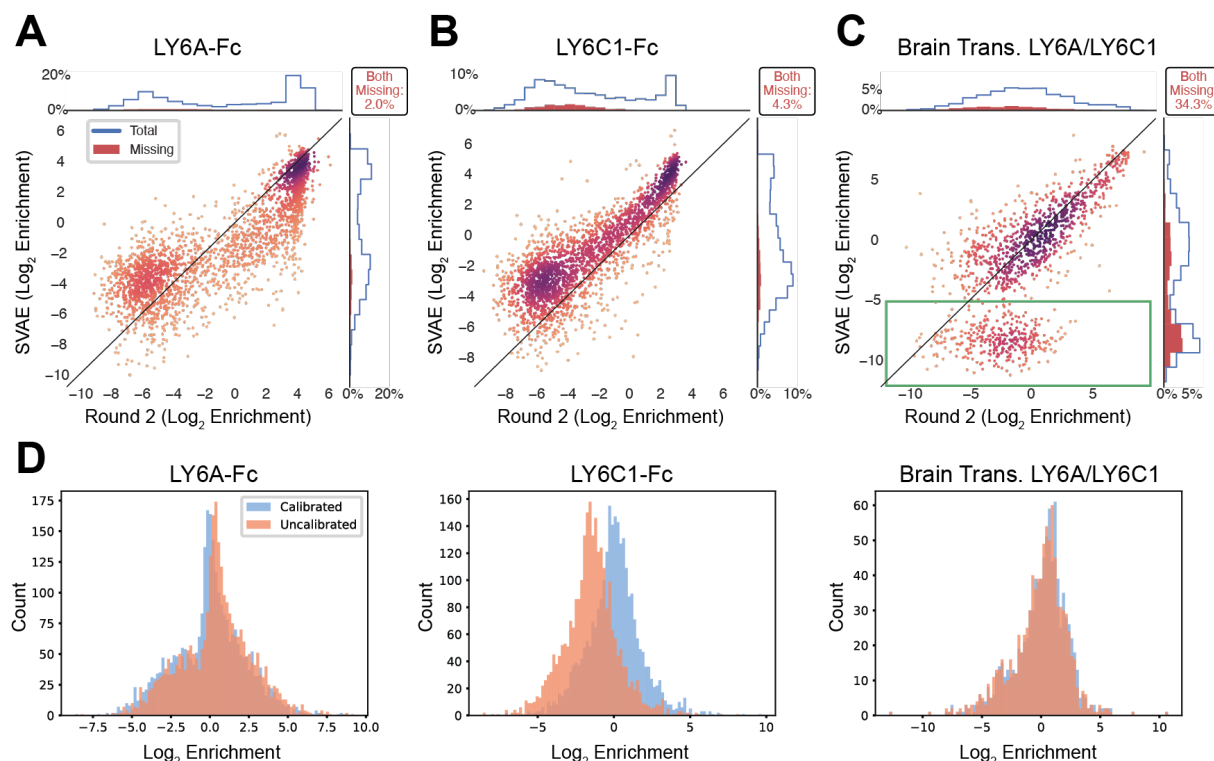 A
LY6A-Fc
20%
0%
Both
Missing:
2.0%
Total
Missing
6
4
2
0
−2
−4
−6
−8
−10
SVAE (Log2 Enrichment)
−10 −8 −6 −4 −2 0 2 4 6
0% 20%
Round 2 (Log2 Enrichment)
B
LY6C1-Fc
10%
0%
Both
Missing:
4.3%
6
4
2
0
−2
−4
−6
−8
SVAE (Log2 Enrichment)
−8 −6 −4 −2 0 2 4 6
0% 10%
Round 2 (Log2 Enrichment)
C
Brain Trans. LY6A/LY6C1
5%
0%
Both
Missing
34.3%
5
0
−5
−10
SVAE (Log2 Enrichment)
−10 −5 0 5
0% 5%
Round 2 (Log2 Enrichment)
D
LY6A-Fc
Calibrated
Uncalibrated
175
150
125
100
75
50
25
0
Count
−7.5 −5.0 −2.5 0.0 2.5 5.0 7.5 10.0
Log2 Enrichment
LY6C1-Fc
160
140
120
100
80
60
40
20
0
Count
−5 0 5 10
Log2 Enrichment
Brain Trans. LY6A/LY6C1
60
50
40
30
20
10
0
Count
−10 −5 0 5 10
Log2 Enrichment